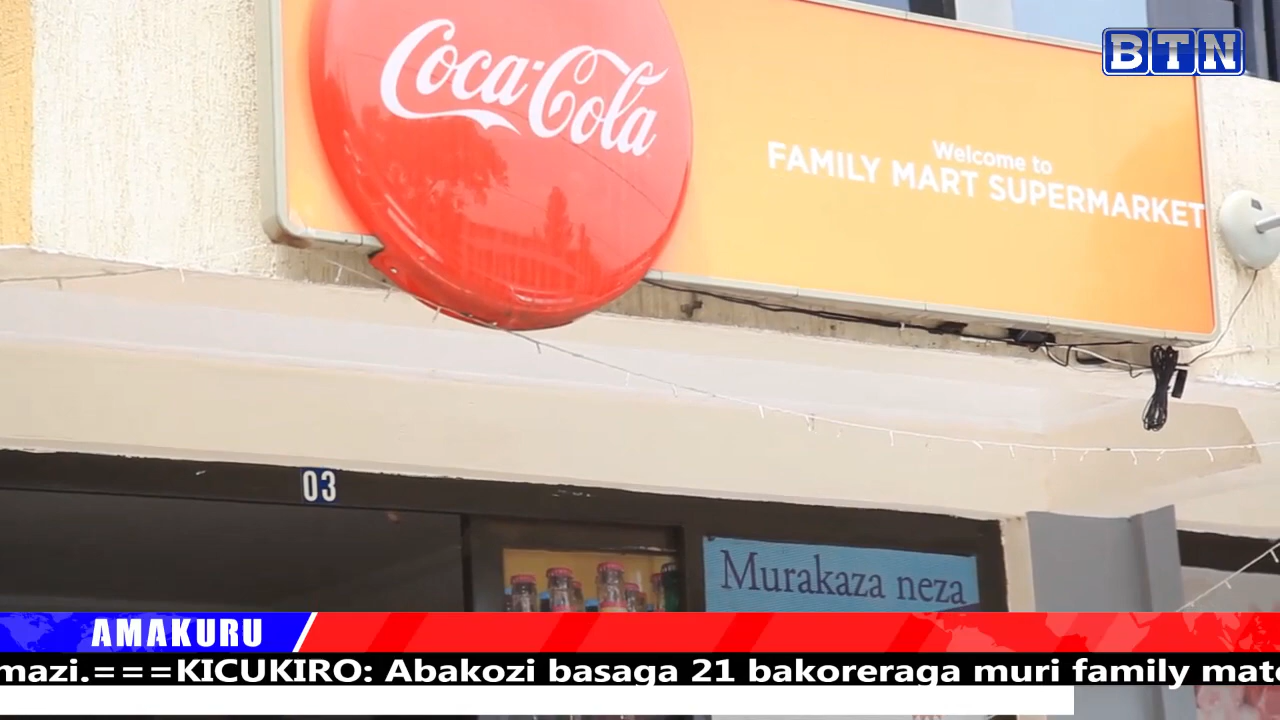 BTN
Coca-Cola
Welcome to
FAMILY MART SUPERMARKET
03
Murakaza neza
AMAKURU
mazi.===KICUKIRO: Abakozi basaga 21 bakoreraga muri family mat